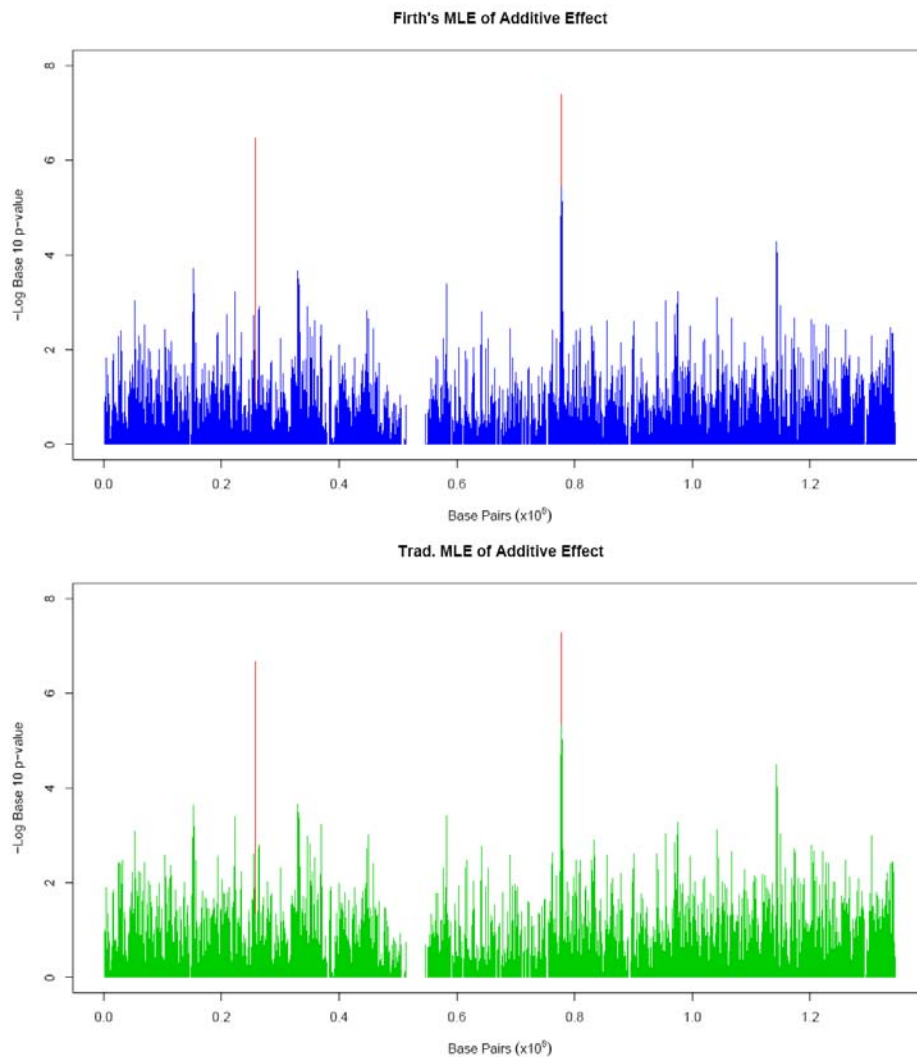 Firth's MLE of Additive Effect
8
6
4
2
0
−Log Base 10 p-value
0.0 0.2 0.4 0.6 0.8 1.0 1.2
Base Pairs (x10⁸)
Trad. MLE of Additive Effect
8
6
4
2
0
−Log Base 10 p-value
0.0 0.2 0.4 0.6 0.8 1.0 1.2
Base Pairs (x10⁸)